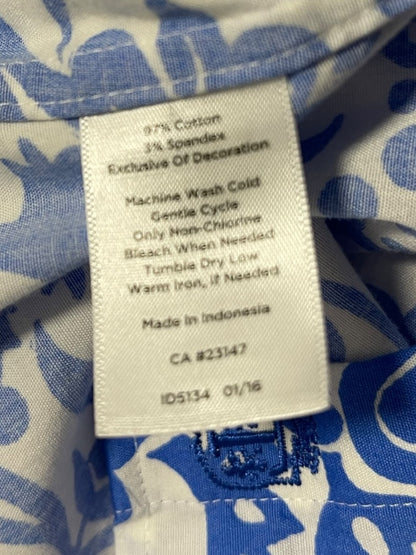 97% Cotton
3% Spandex
Exclusive Of Decoration
Machine Wash Cold
Gentle Cycle
Only Non-Chlorine
Bleach When Needed
Tumble Dry Low
Warm Iron, if Needed
Made In Indonesia
CA #23147
ID5134 01/16